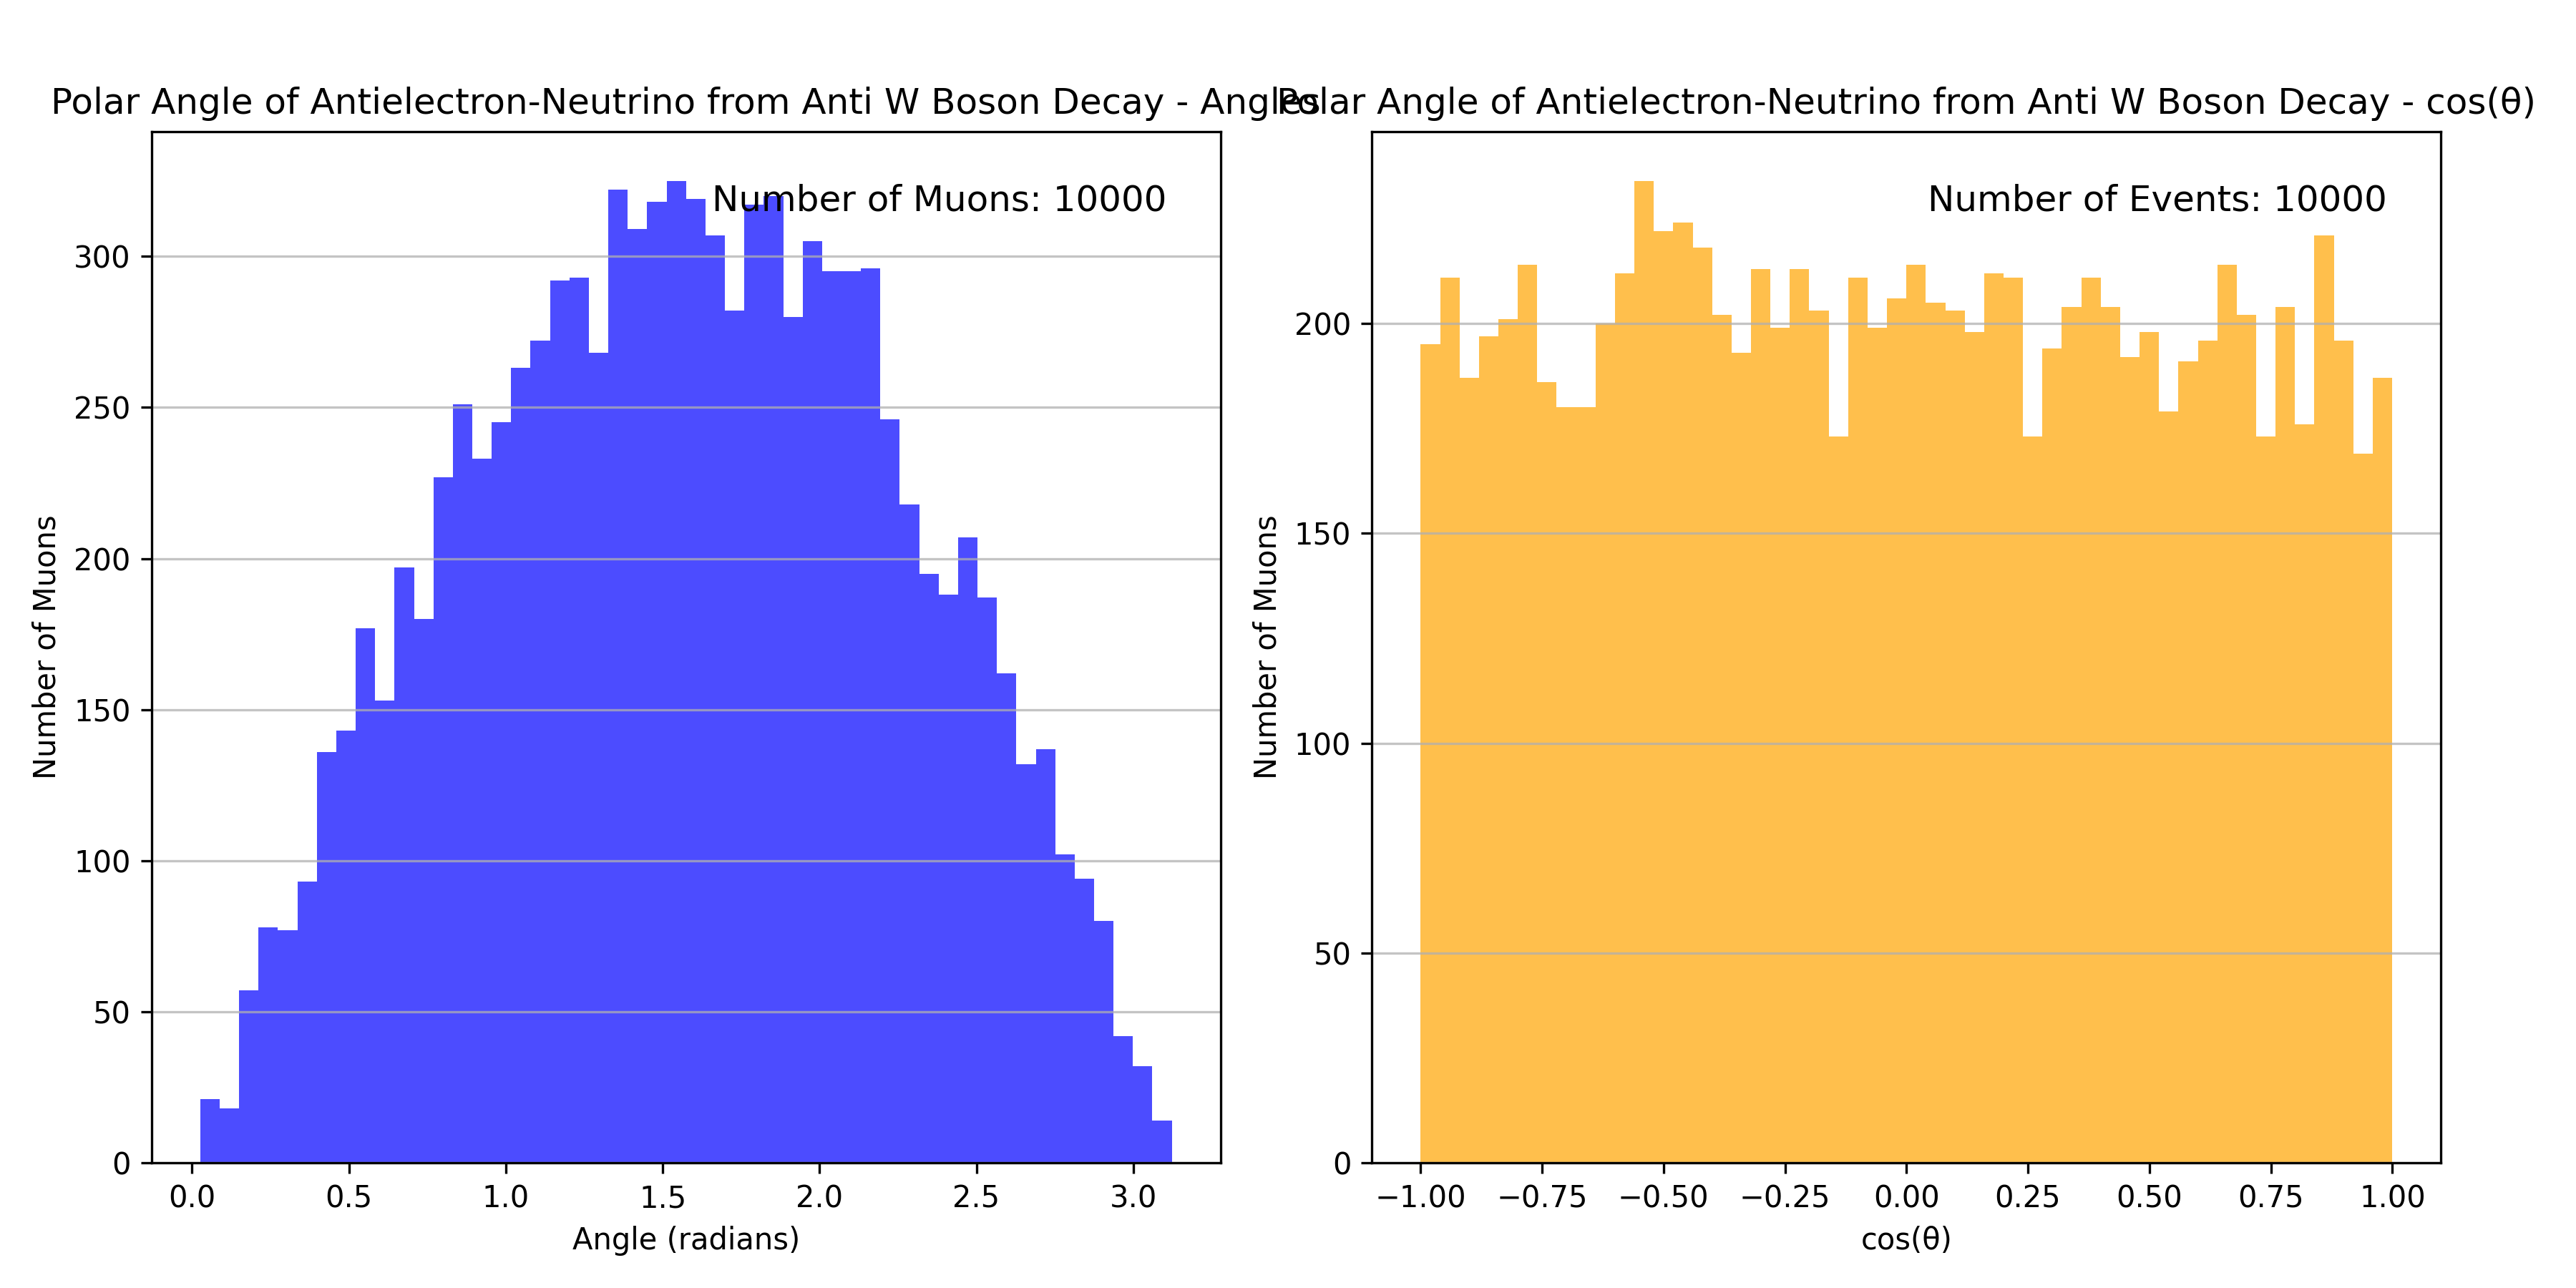 Polar Angle of Antielectron-Neutrino from Anti W Boson Decay - Angles
Number of Muons: 10000
Number of Muons
300
250
200
150
100
50
0
0.0 0.5 1.0 1.5 2.0 2.5 3.0
Angle (radians)
Polar Angle of Antielectron-Neutrino from Anti W Boson Decay - cos(θ)
Number of Events: 10000
Number of Muons
200
150
100
50
0
−1.00 −0.75 −0.50 −0.25 0.00 0.25 0.50 0.75 1.00
cos(θ)